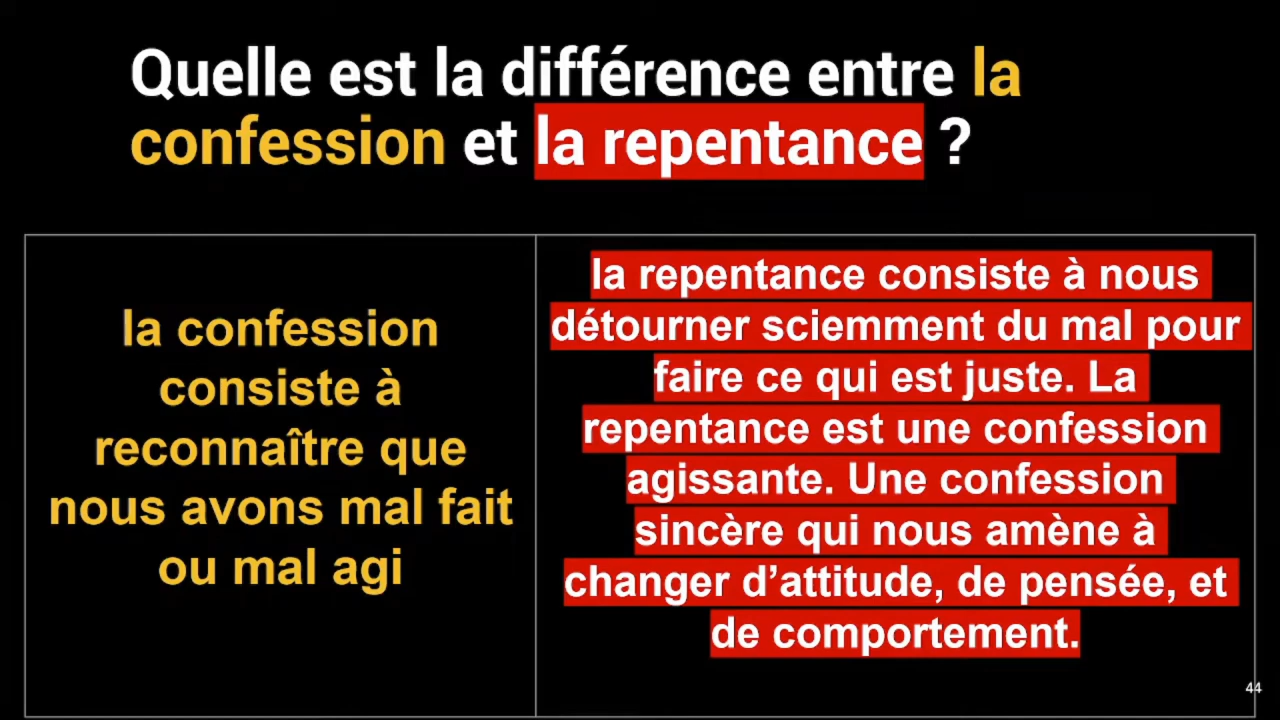 Quelle est la différence entre la
confession et la repentance ?
la confession
consiste à
reconnaître que
nous avons mal fait
ou mal agi
la repentance consiste à nous
détourner sciemment du mal pour
faire ce qui est juste. La
repentance est une confession
agissante. Une confession
sincère qui nous amène à
changer d’attitude, de pensée, et
de comportement.
44